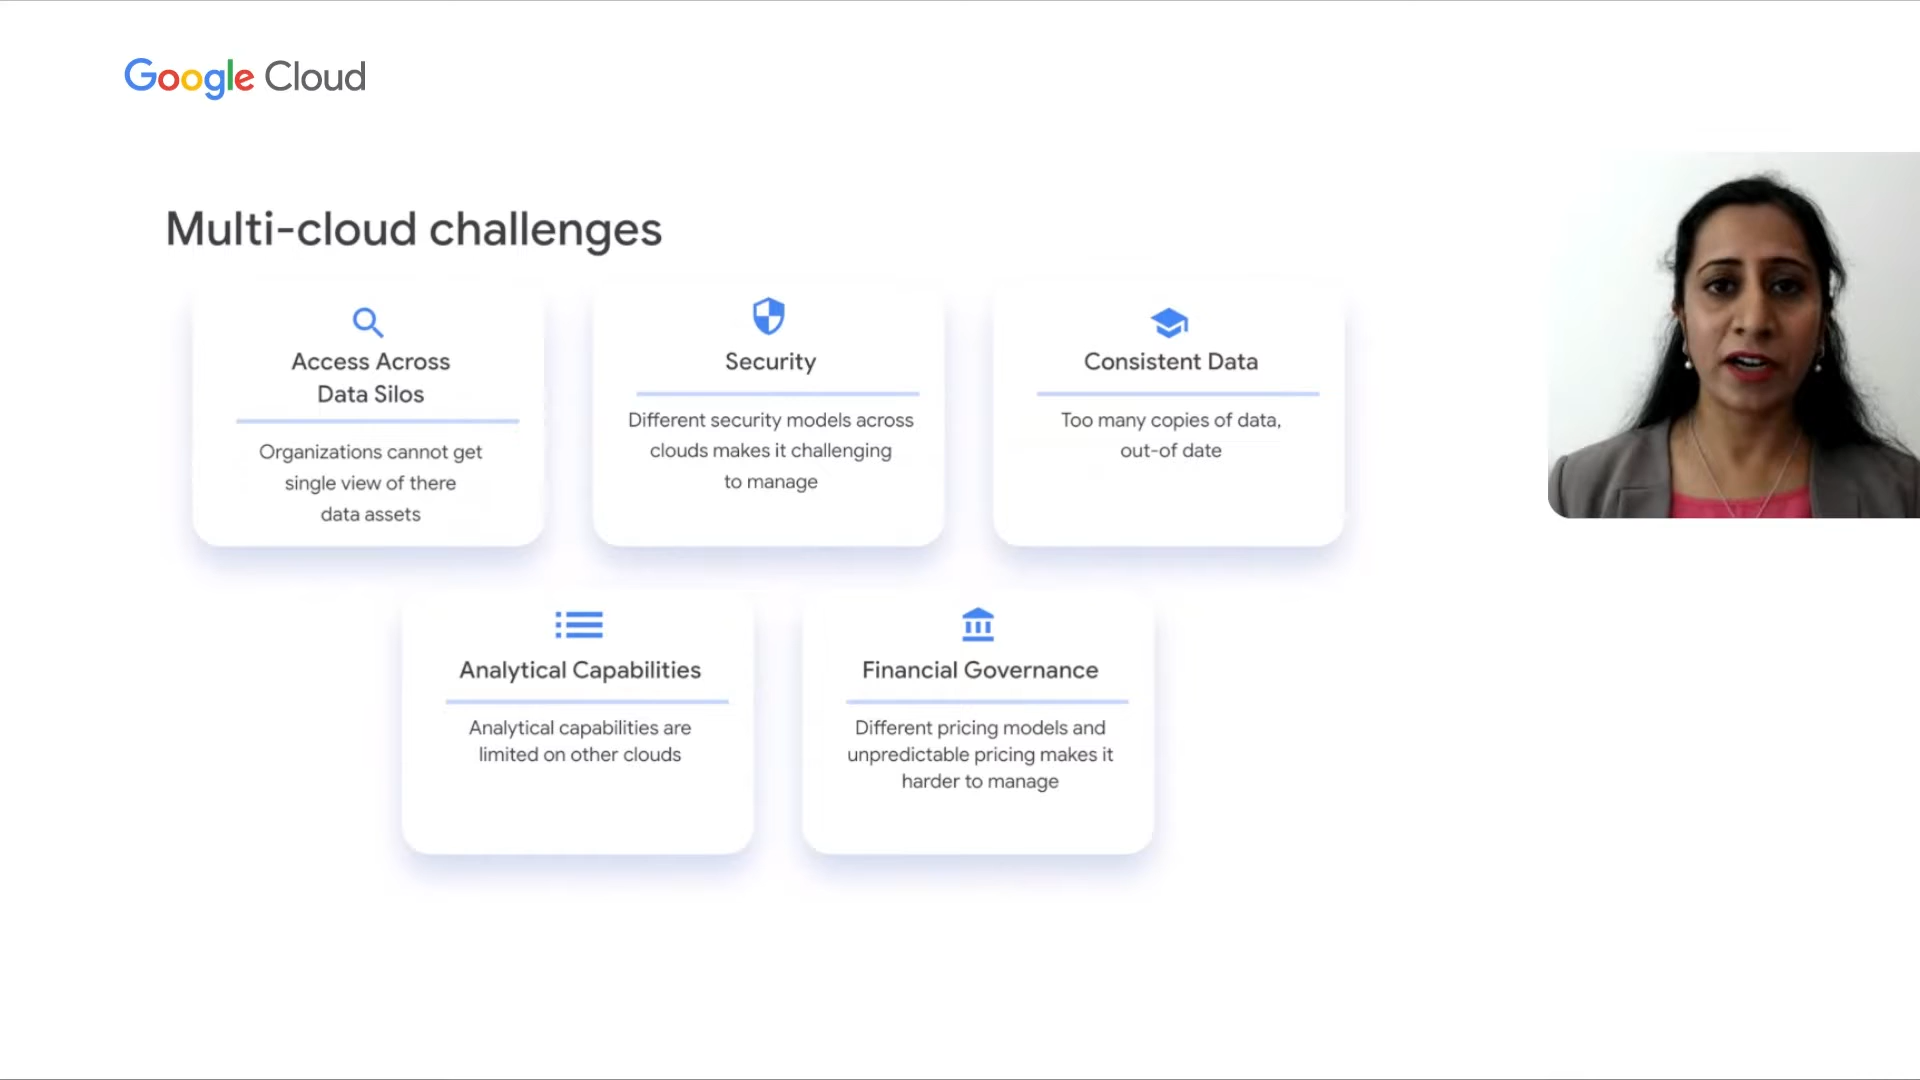 Google Cloud
Multi-cloud challenges
Access Across
Data Silos
Organizations cannot get
single view of there
data assets
Security
Different security models across
clouds makes it challenging
to manage
Consistent Data
Too many copies of data,
out-of date
Analytical Capabilities
Analytical capabilities are
limited on other clouds
Financial Governance
Different pricing models and
unpredictable pricing makes it
harder to manage